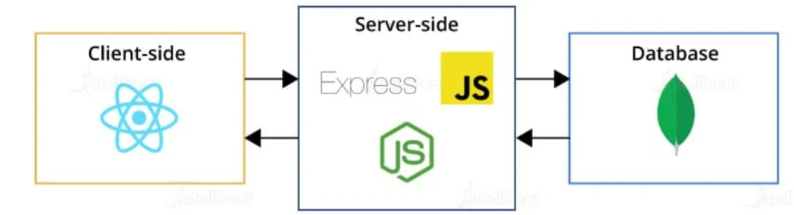 Client-side
Server-side
Express
JS
JS
Database